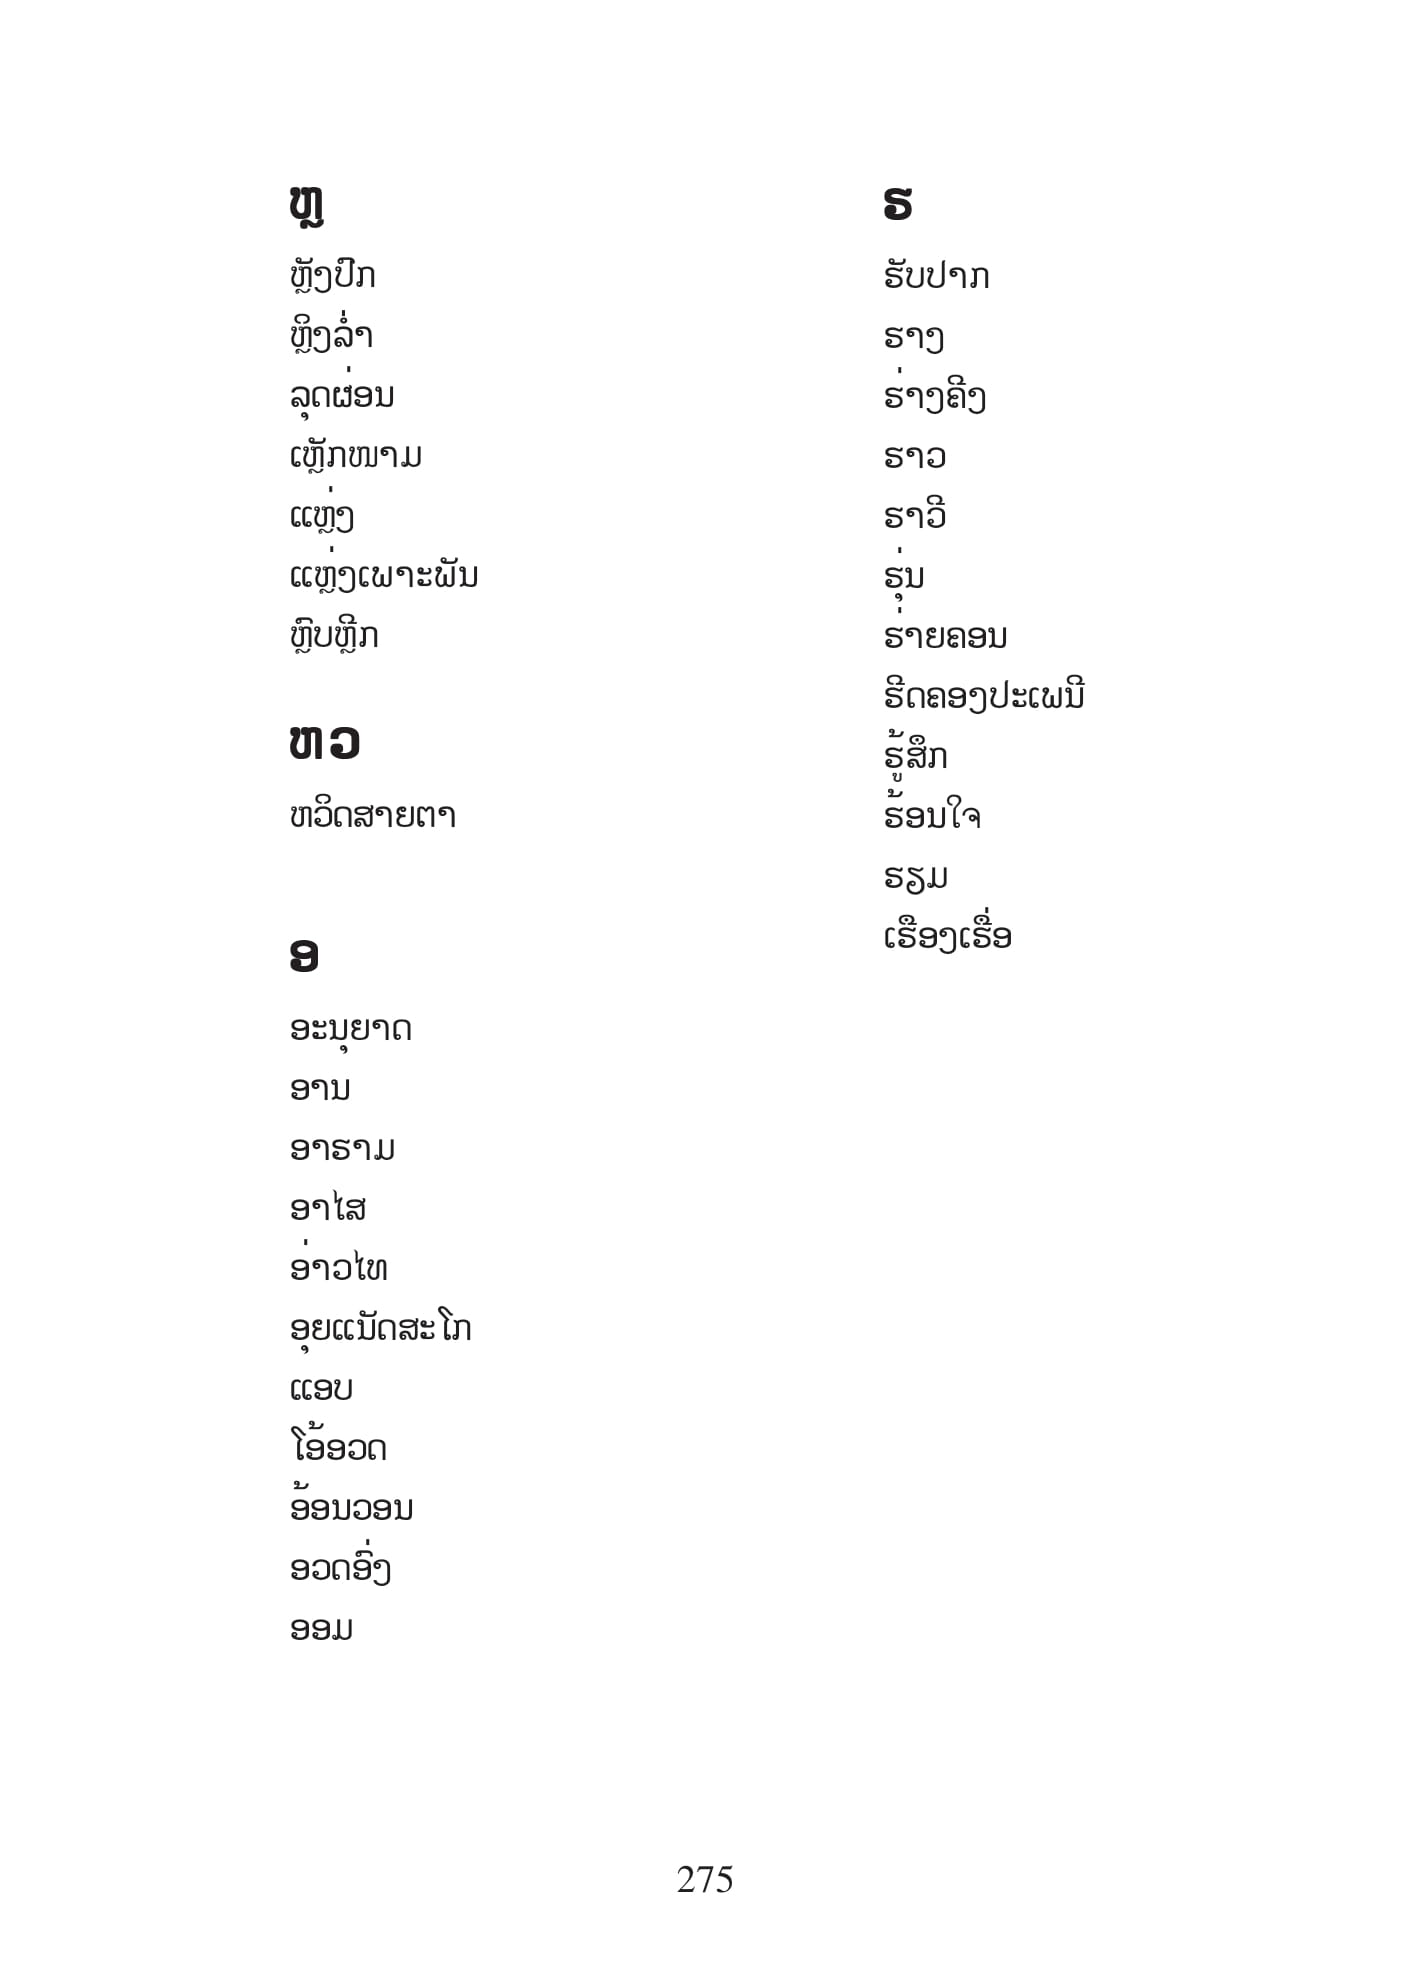 ຫຼ
ຫຼັງປົກ
ຫຼິງລໍ່າ
ລຸດຜ່ອນ
ເຫຼັກໜາມ
ແຫຼ່ງ
ແຫຼ່ງເພາະພັນ
ຫຼົບຫຼີກ
ຫວ
ຫວິດສາຍຕາ
ອ
ອະນຸຍາດ
ອານ
ອາຣາມ
ອາໄສ
ອ່າວໄທ
ອຸຍແນັດສະໂກ
ແອບ
ໂອ້ອວດ
ອ້ອນວອນ
ອວດອົ່ງ
ອອມ
ຮ
ຮັບປາກ
ຮາງ
ຮ່າງຄີງ
ຮາວ
ຮາວີ
ຮຸ່ນ
ຮ່າຍຄອນ
ຮີດຄອງປະເພນີ
ຮູ້ສຶກ
ຮ້ອນໃຈ
ຮຽມ
ເຮືອງເຮື່ອ
275